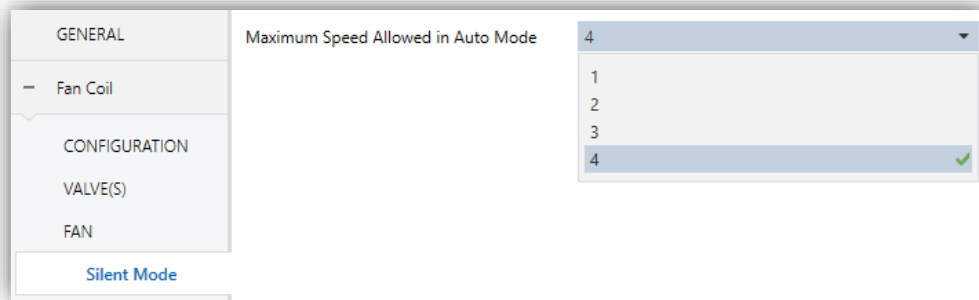 GENERAL
Fan Coil
CONFIGURATION
VALVE(S)
FAN
Silent Mode
Maximum Speed Allowed in Auto Mode
4
1
2
3
4